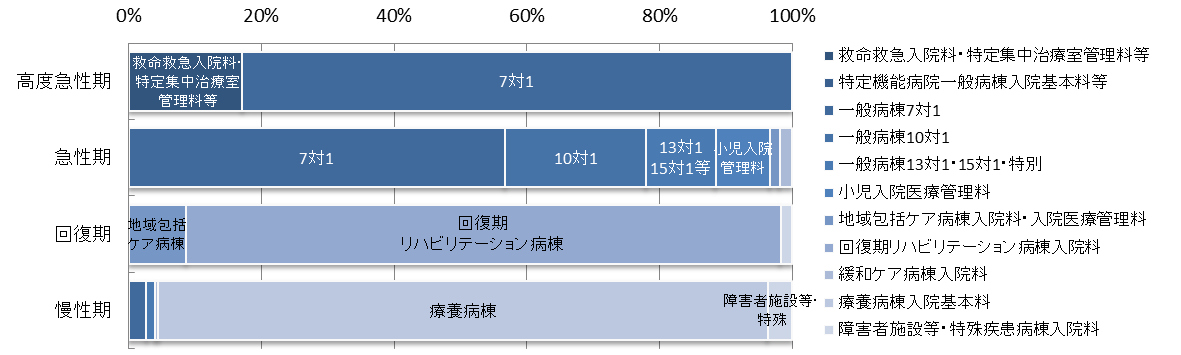 0% 20% 40% 60% 80% 100%
高度急性期
救命救急入院料・
特定集中治療室
管理料等
7対1
急性期
7対1
10対1
13対1
15対1等
小児入院
管理料
回復期
地域包括
ケア病棟
回復期
リハビリテーション病棟
慢性期
療養病棟
障害者施設等・
特殊
救命救急入院料・特定集中治療室管理料等
特定機能病院一般病棟入院基本料等
一般病棟7対1
一般病棟10対1
一般病棟13対1・15対1・特別
小児入院医療管理料
地域包括ケア病棟入院料・入院医療管理料
回復期リハビリテーション病棟入院料
緩和ケア病棟入院料
療養病棟入院基本料
障害者施設等・特殊疾患病棟入院料